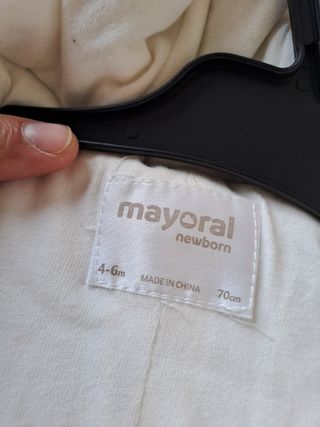 mayoral
newborn
4-6m
MADE IN CHINA
70cm